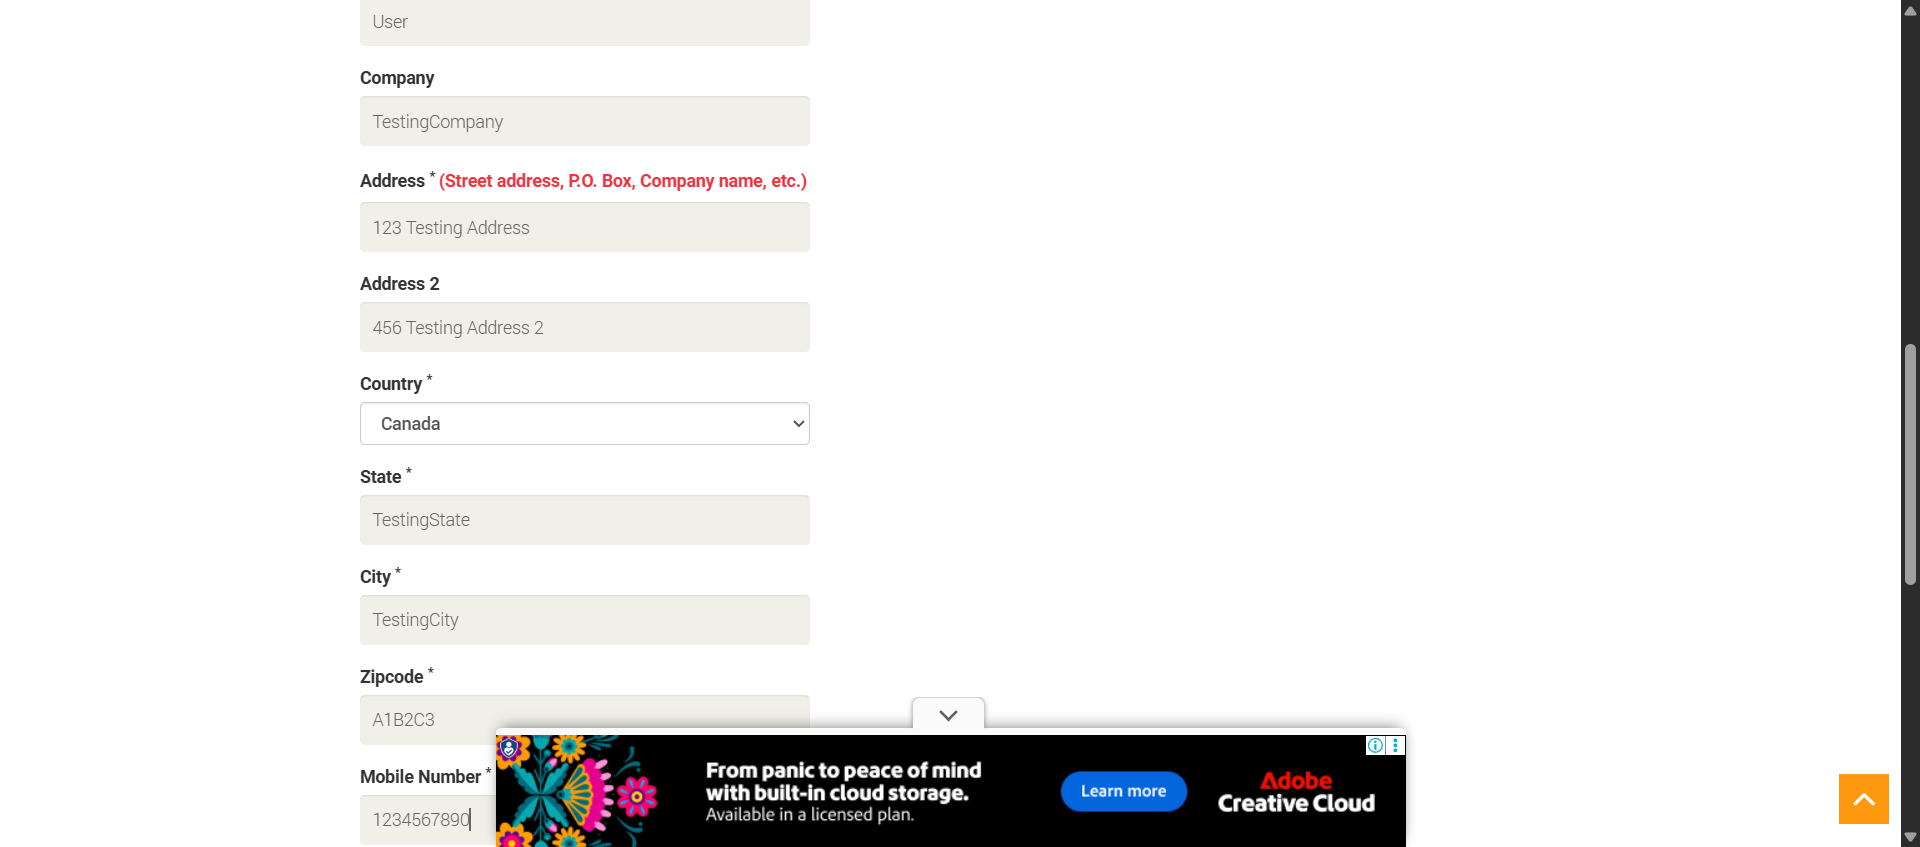 User
Company
TestingCompany
Address * (Street address, P.O. Box, Company name, etc.)
123 Testing Address
Address 2
456 Testing Address 2
Country *
Canada
State *
TestingState
City *
TestingCity
Zipcode *
A1B2C3
Mobile Number *
1234567890
From panic to peace of mind
with built-in cloud storage.
Available in a licensed plan.
Learn more
Adobe
Creative Cloud